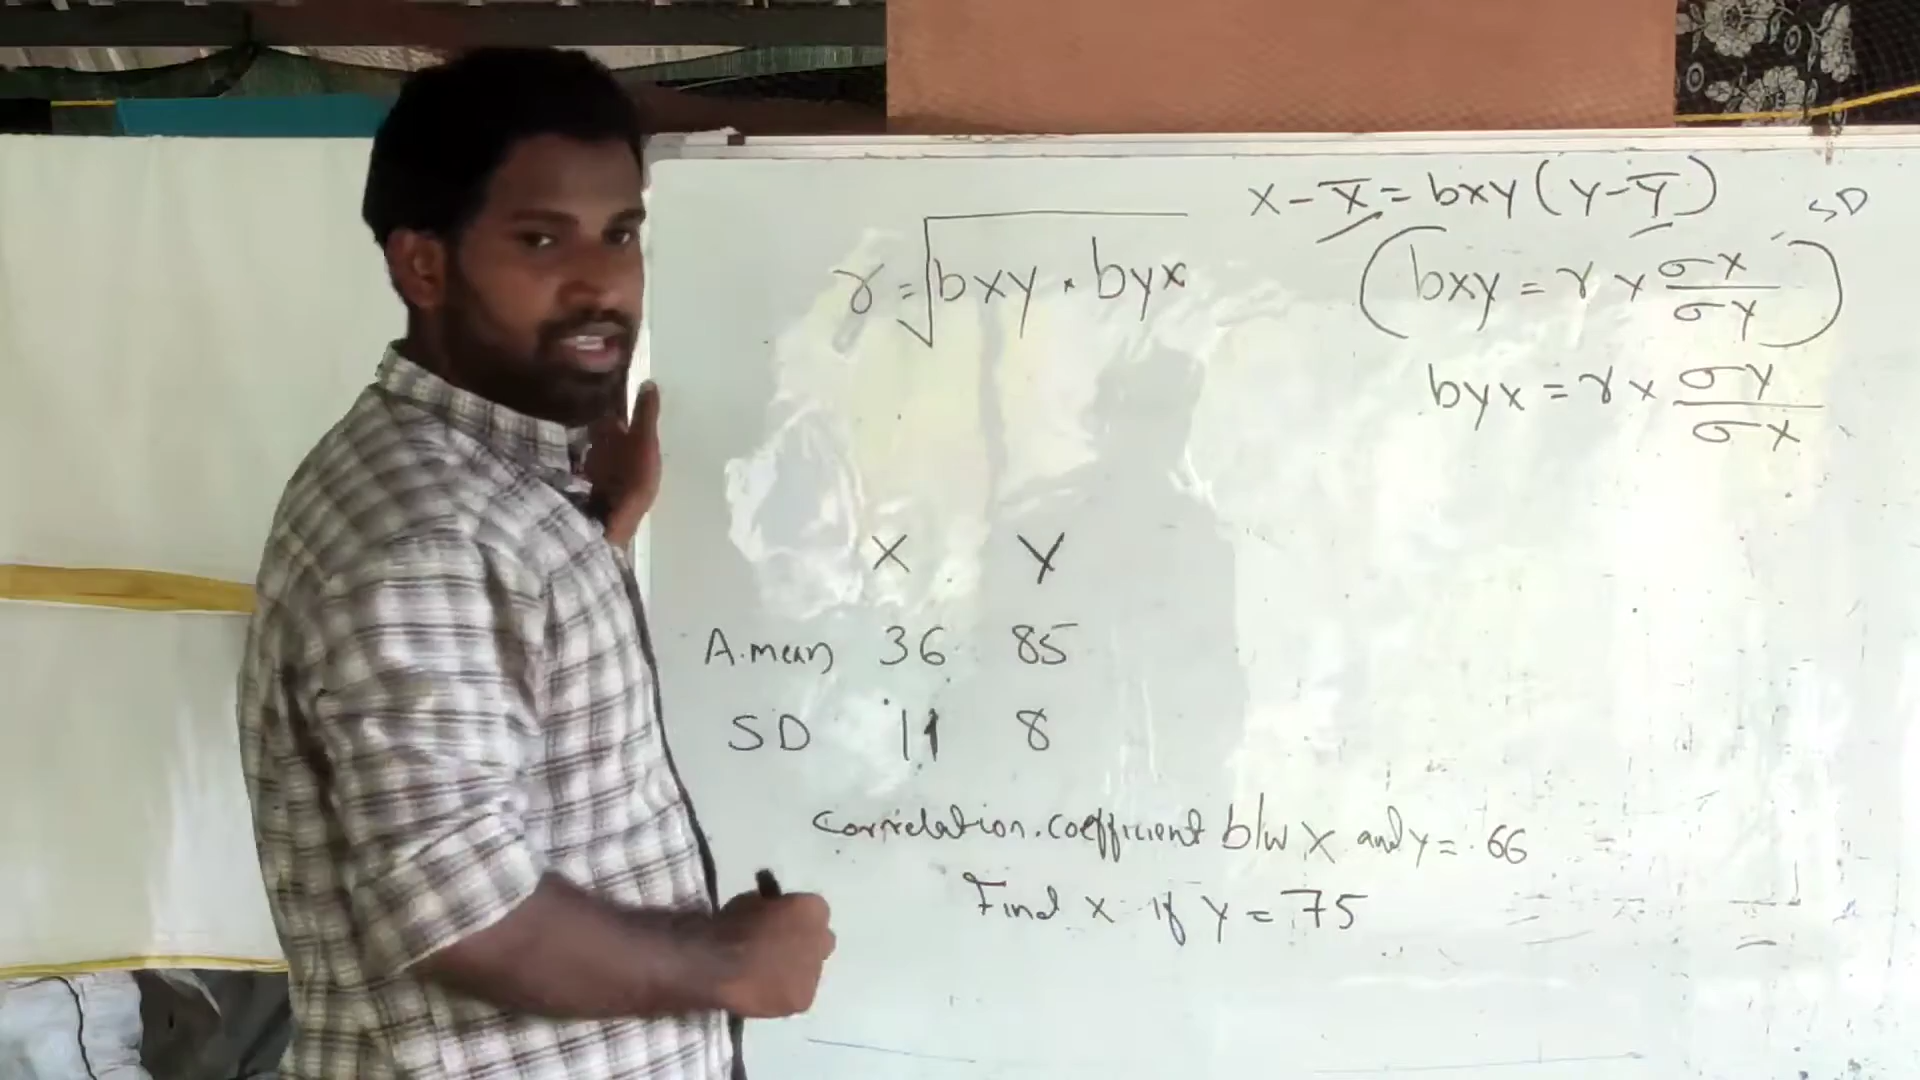 x - x̅ = bxy (y - y̅)
SD
r = √bxy × byx
(bxy = r × σx/σy)
byx = r × σy/σx
X Y
A.mean 36 85
SD 11 8
Correlation.coefficient b/w X and y = .66
Find x if y = 75